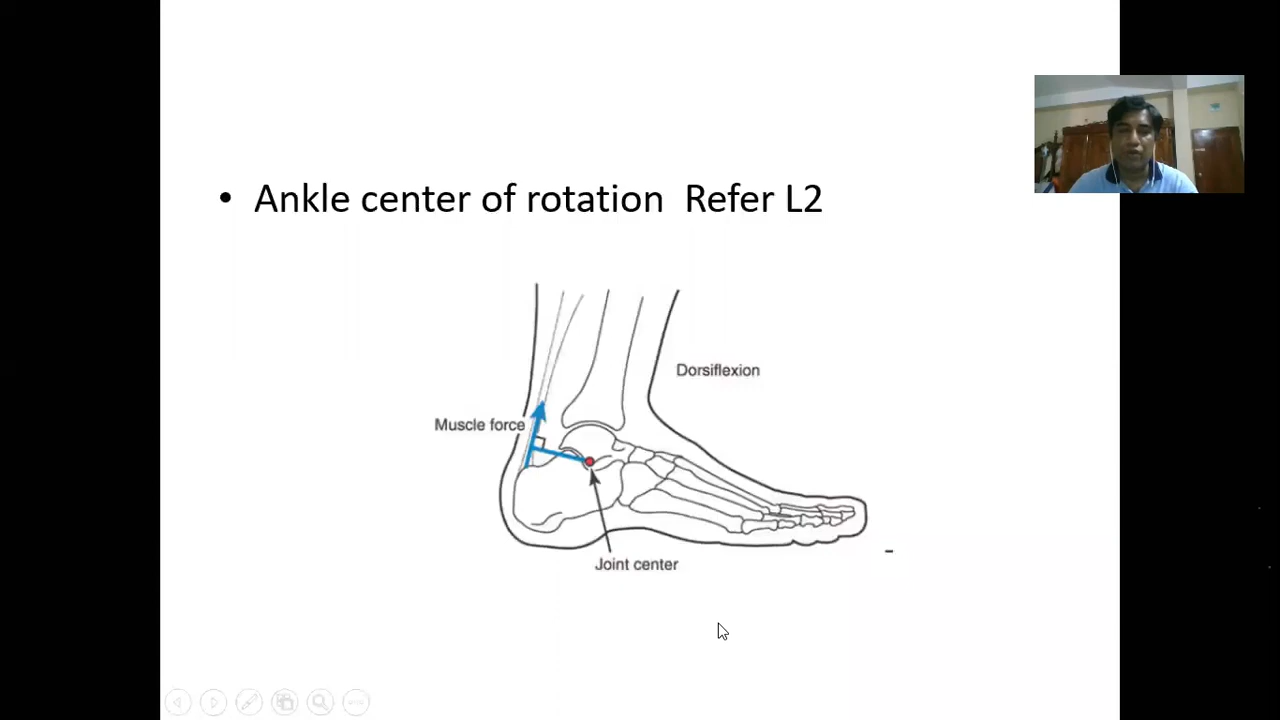 • Ankle center of rotation  Refer L2
Dorsiflexion
Muscle force
Joint center
-